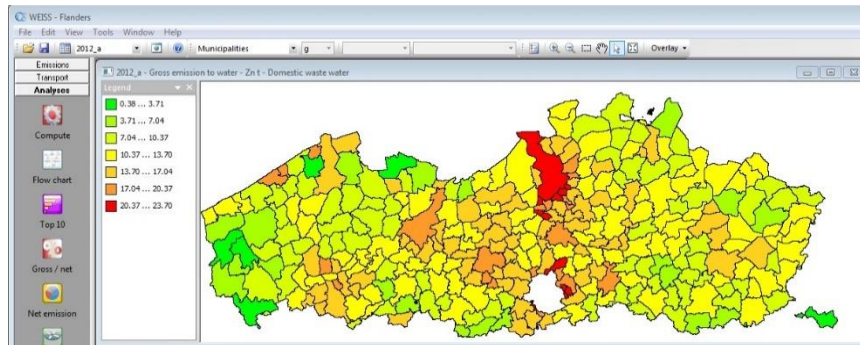 WEISS - Flanders
File Edit View Tools Window Help
2012_a Municipalities g Overlay
Emissions
Transport
Analyses
Compute
Flow chart
Top 10
Gross / net
Net emission
2012_a - Gross emission to water - Zn t - Domestic waste water
Legend
0.38 ... 3.71
3.71 ... 7.04
7.04 ... 10.37
10.37 ... 13.70
13.70 ... 17.04
17.04 ... 20.37
20.37 ... 23.70